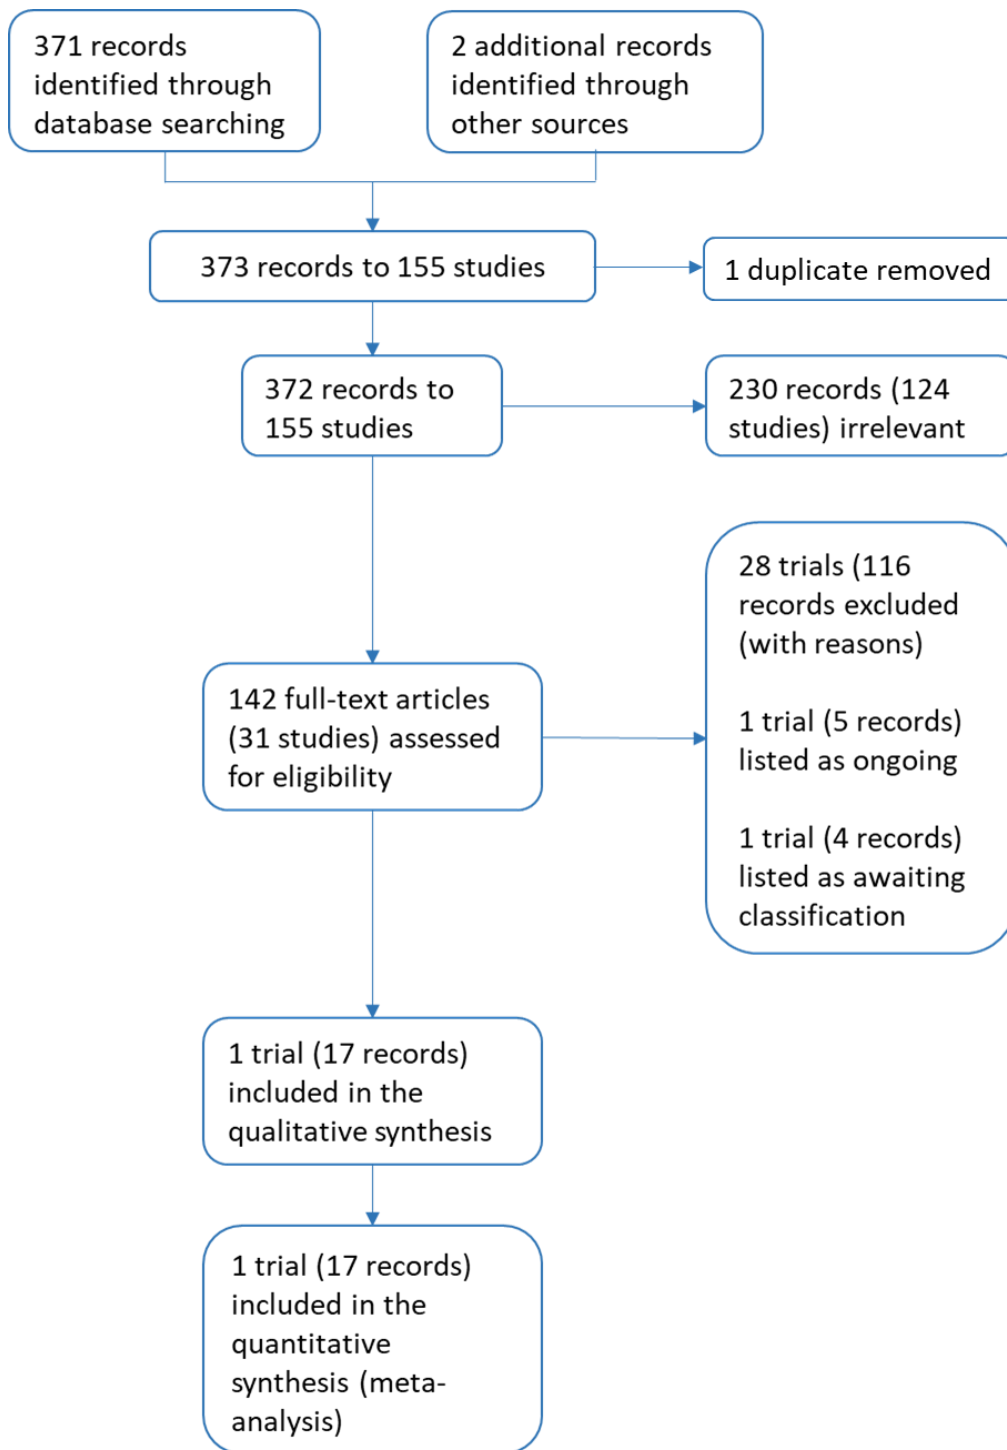 371 records
identified through
database searching
2 additional records
identified through
other sources
373 records to 155 studies
1 duplicate removed
372 records to
155 studies
230 records (124
studies) irrelevant
28 trials (116
records excluded
(with reasons)
1 trial (5 records)
listed as ongoing
1 trial (4 records)
listed as awaiting
classification
142 full-text articles
(31 studies) assessed
for eligibility
1 trial (17 records)
included in the
qualitative synthesis
1 trial (17 records)
included in the
quantitative
synthesis (meta-
analysis)